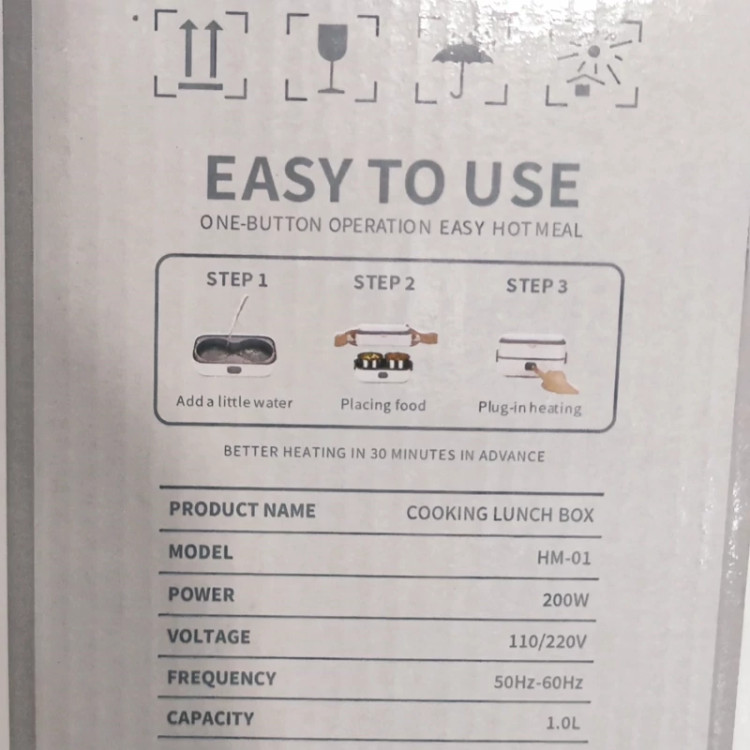 EASY TO USE
ONE-BUTTON OPERATION EASY HOT MEAL
STEP 1 STEP 2 STEP 3
Add a little water Placing food Plug-in heating
BETTER HEATING IN 30 MINUTES IN ADVANCE
PRODUCT NAME COOKING LUNCH BOX
MODEL HM-01
POWER 200W
VOLTAGE 110/220V
FREQUENCY 50Hz-60Hz
CAPACITY 1.0L